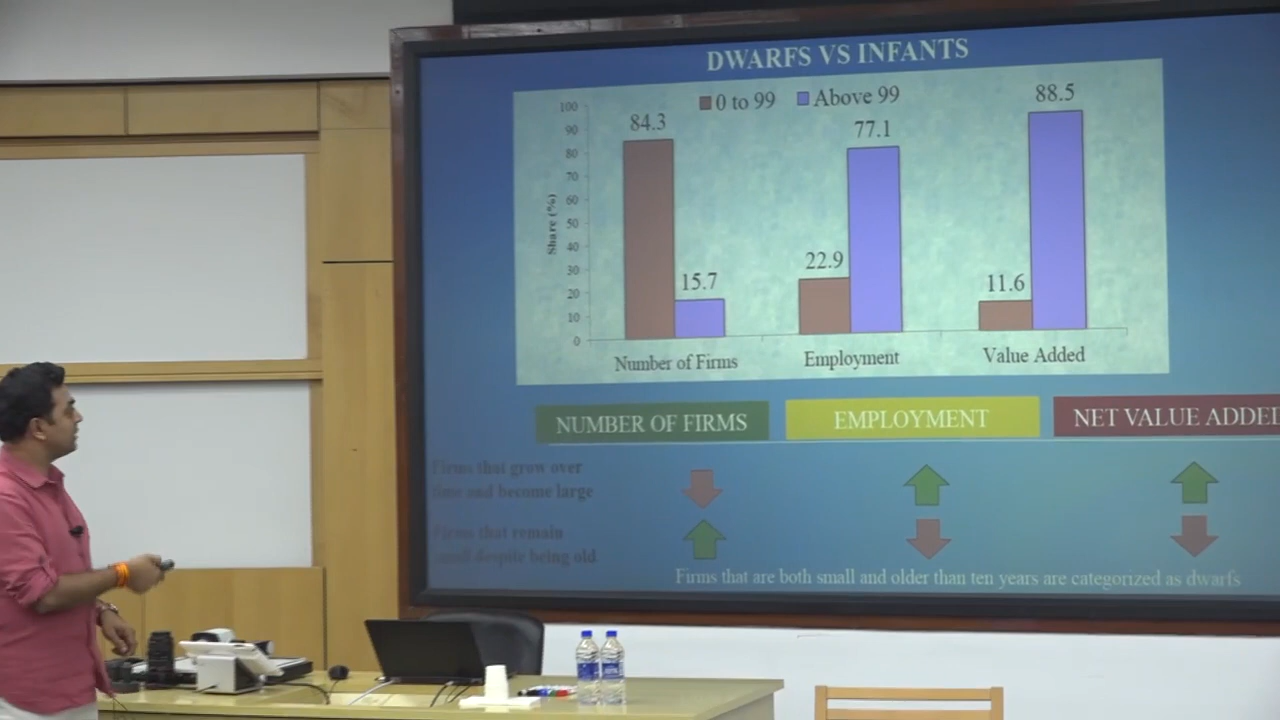 DWARFS VS INFANTS
0 to 99 Above 99
Share (%)
100
90
80
70
60
50
40
30
20
10
0
84.3
15.7
22.9
77.1
11.6
88.5
Number of Firms Employment Value Added
NUMBER OF FIRMS EMPLOYMENT NET VALUE ADDED
Firms that grow over
time and become large
Firms that remain
small despite being old
Firms that are both small and older than ten years are categorized as dwarfs